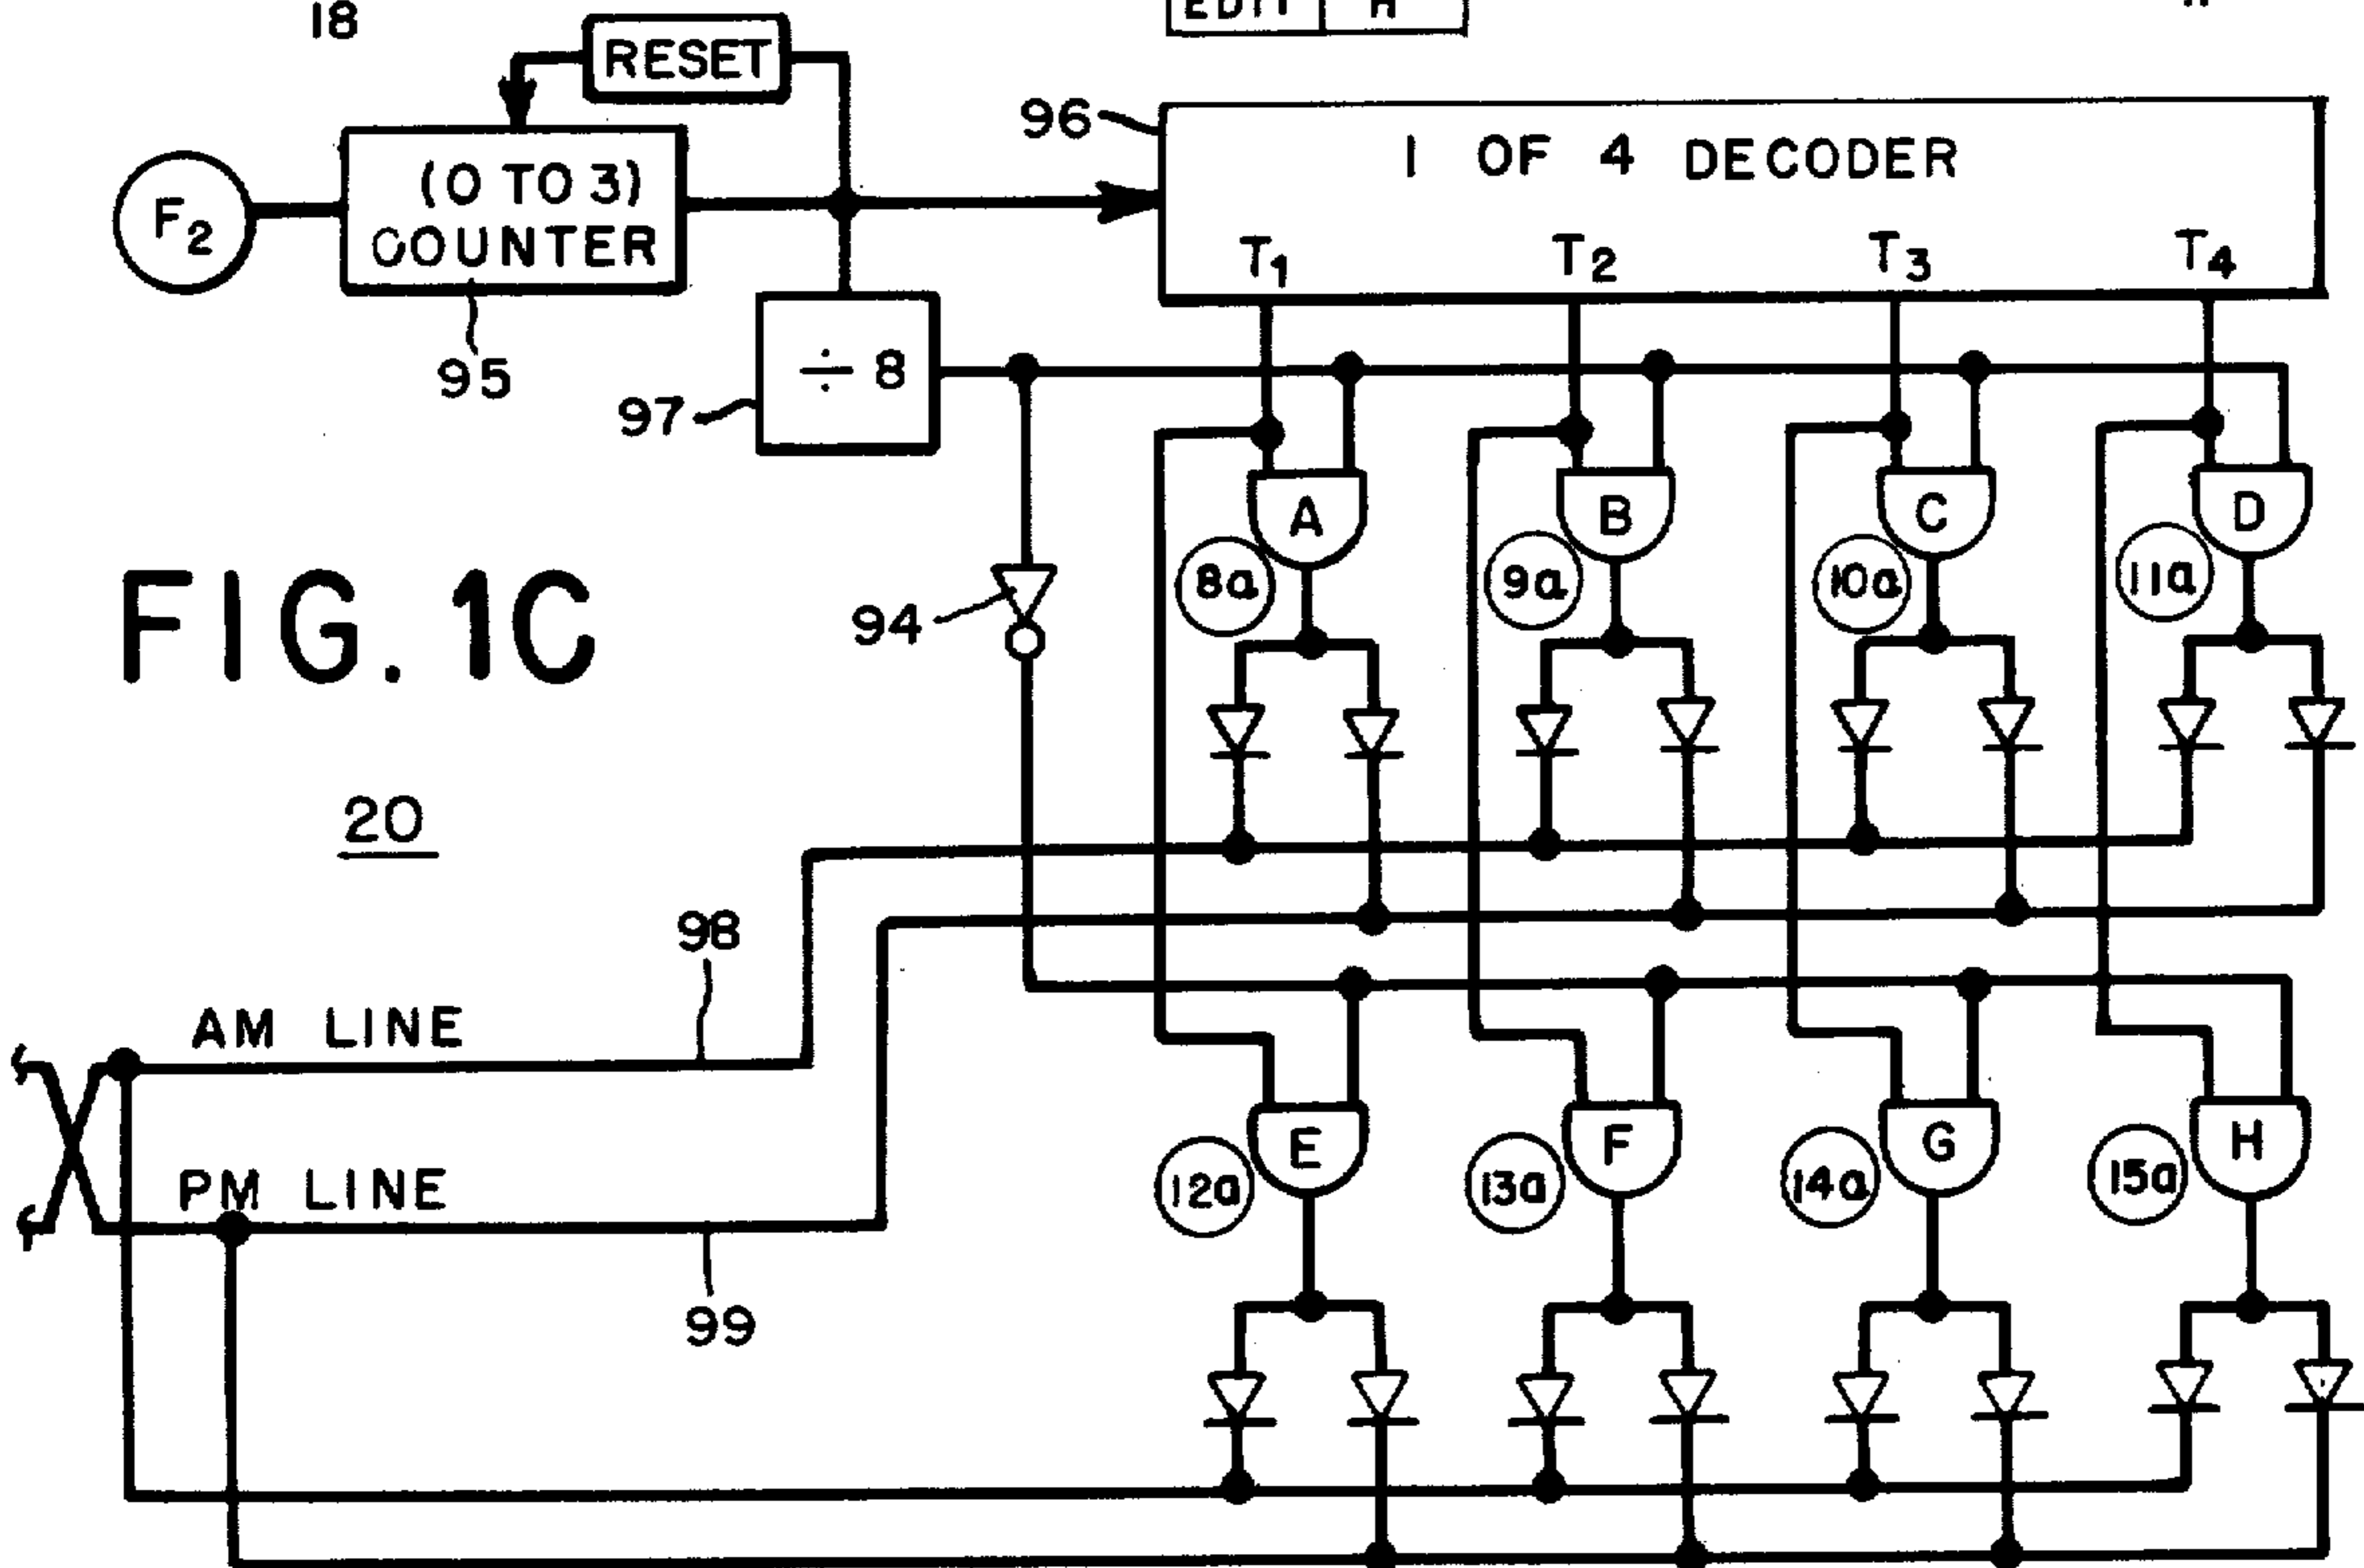 18
RESET
EDIT H
96
1 OF 4 DECODER
F2
(0 TO 3)
COUNTER
T1 T2 T3 T4
95
÷ 8
97
A B C D
8a 9a 10a 11a
94
FIG. 1C
20
98
AM LINE
PM LINE
99
E F G H
12a 13a 14a 15a